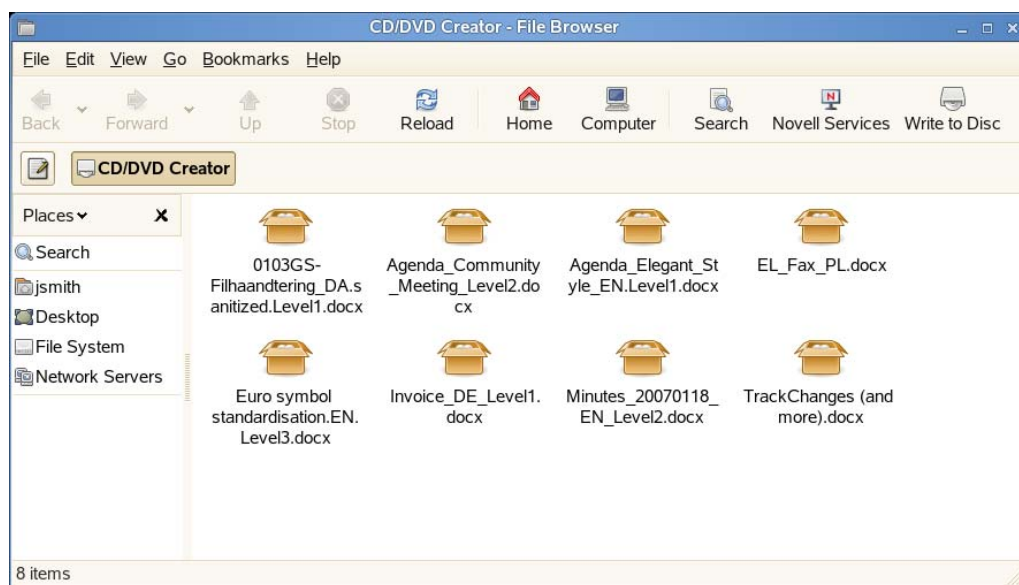 CD/DVD Creator - File Browser
File Edit View Go Bookmarks Help
Back Forward Up Stop Reload Home Computer Search Novell Services Write to Disc
CD/DVD Creator
Places
Search
jsmith
Desktop
File System
Network Servers
0103GS-
Filhaandtering_DA.s
anitized.Level1.docx
Agenda_Community
_Meeting_Level2.do
cx
Agenda_Elegant_St
yle_EN.Level1.docx
EL_Fax_PL.docx
Euro symbol
standardisation.EN.
Level3.docx
Invoice_DE_Level1.
docx
Minutes_20070118_
EN_Level2.docx
TrackChanges (and
more).docx
8 items